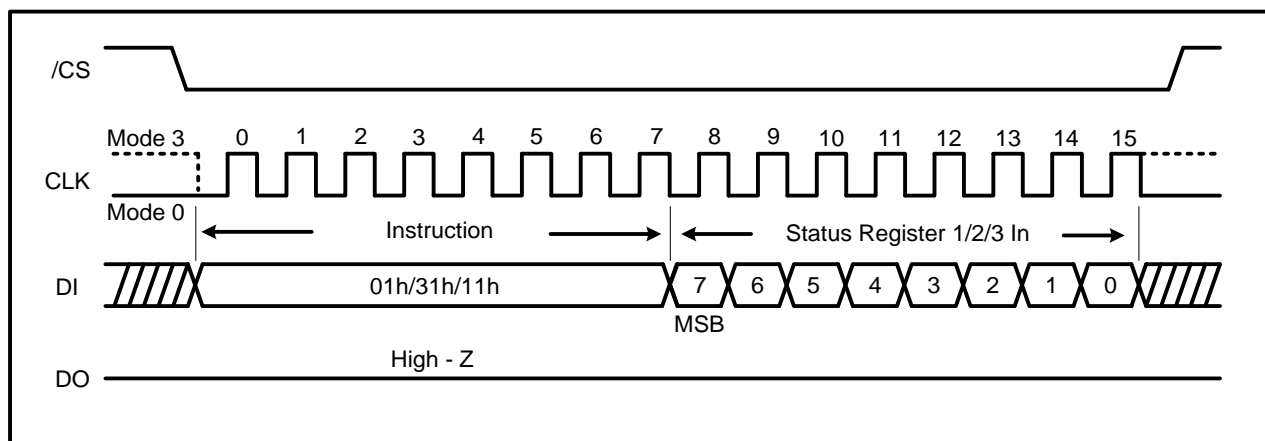 /CS
Mode 3 0 1 2 3 4 5 6 7 8 9 10 11 12 13 14 15
CLK
Mode 0
Instruction Status Register 1/2/3 In
DI 01h/31h/11h 7 6 5 4 3 2 1 0
MSB
High - Z
DO